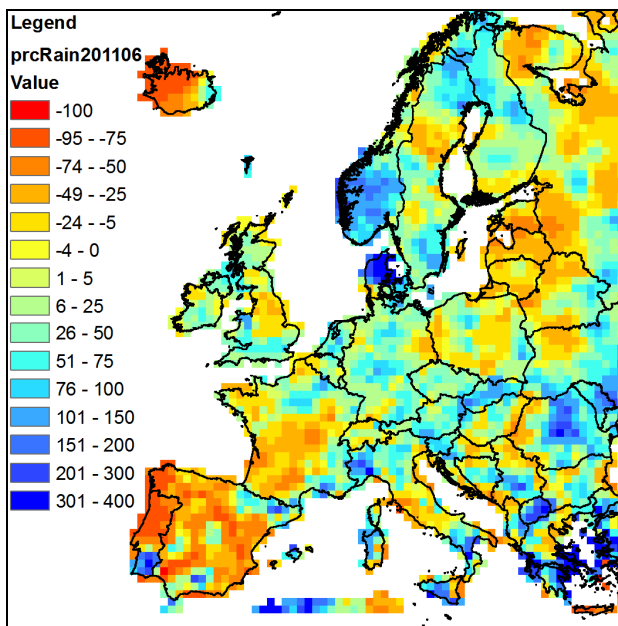 Legend
prcRain201106
Value
-100
-95 - -75
-74 - -50
-49 - -25
-24 - -5
-4 - 0
1 - 5
6 - 25
26 - 50
51 - 75
76 - 100
101 - 150
151 - 200
201 - 300
301 - 400